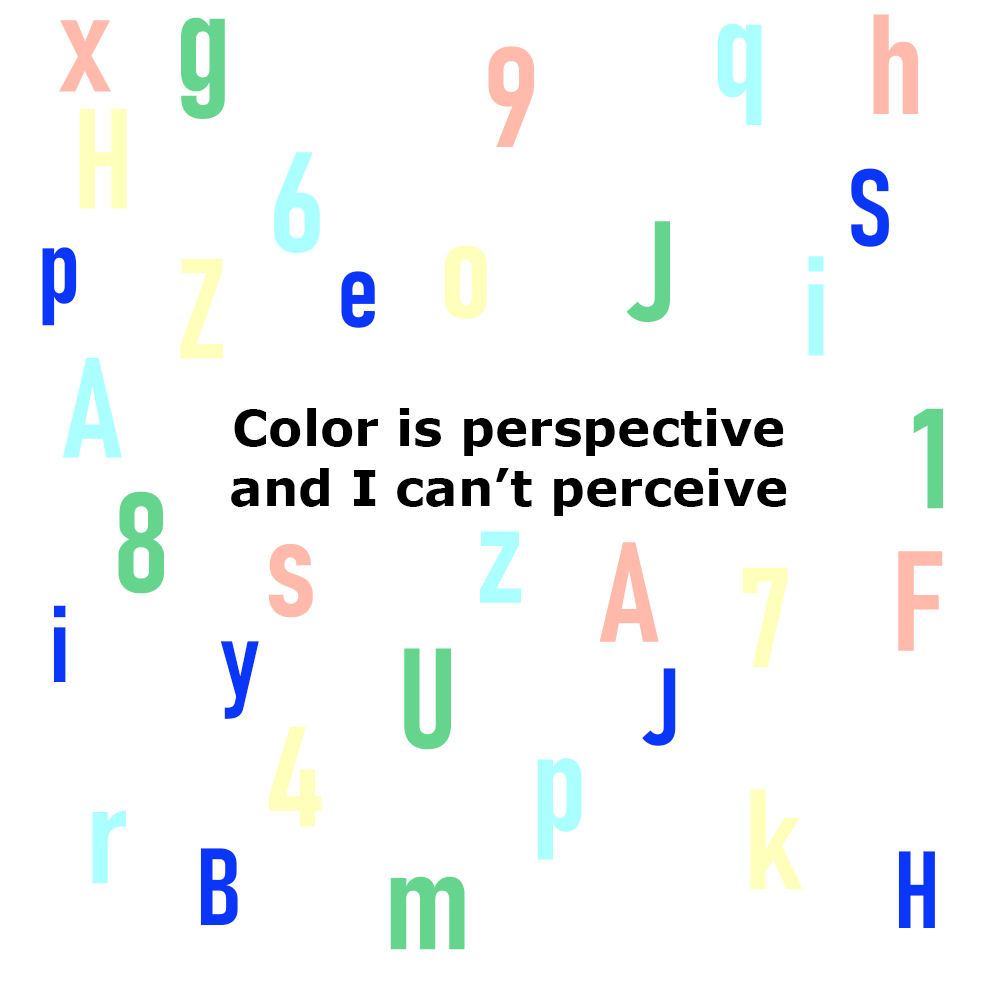 x g 9 q h
H 6 S
p Z e o J i
A
Color is perspective
and I can’t perceive
1
8 s z A 7 F
i y U J
4 p k
r B m H